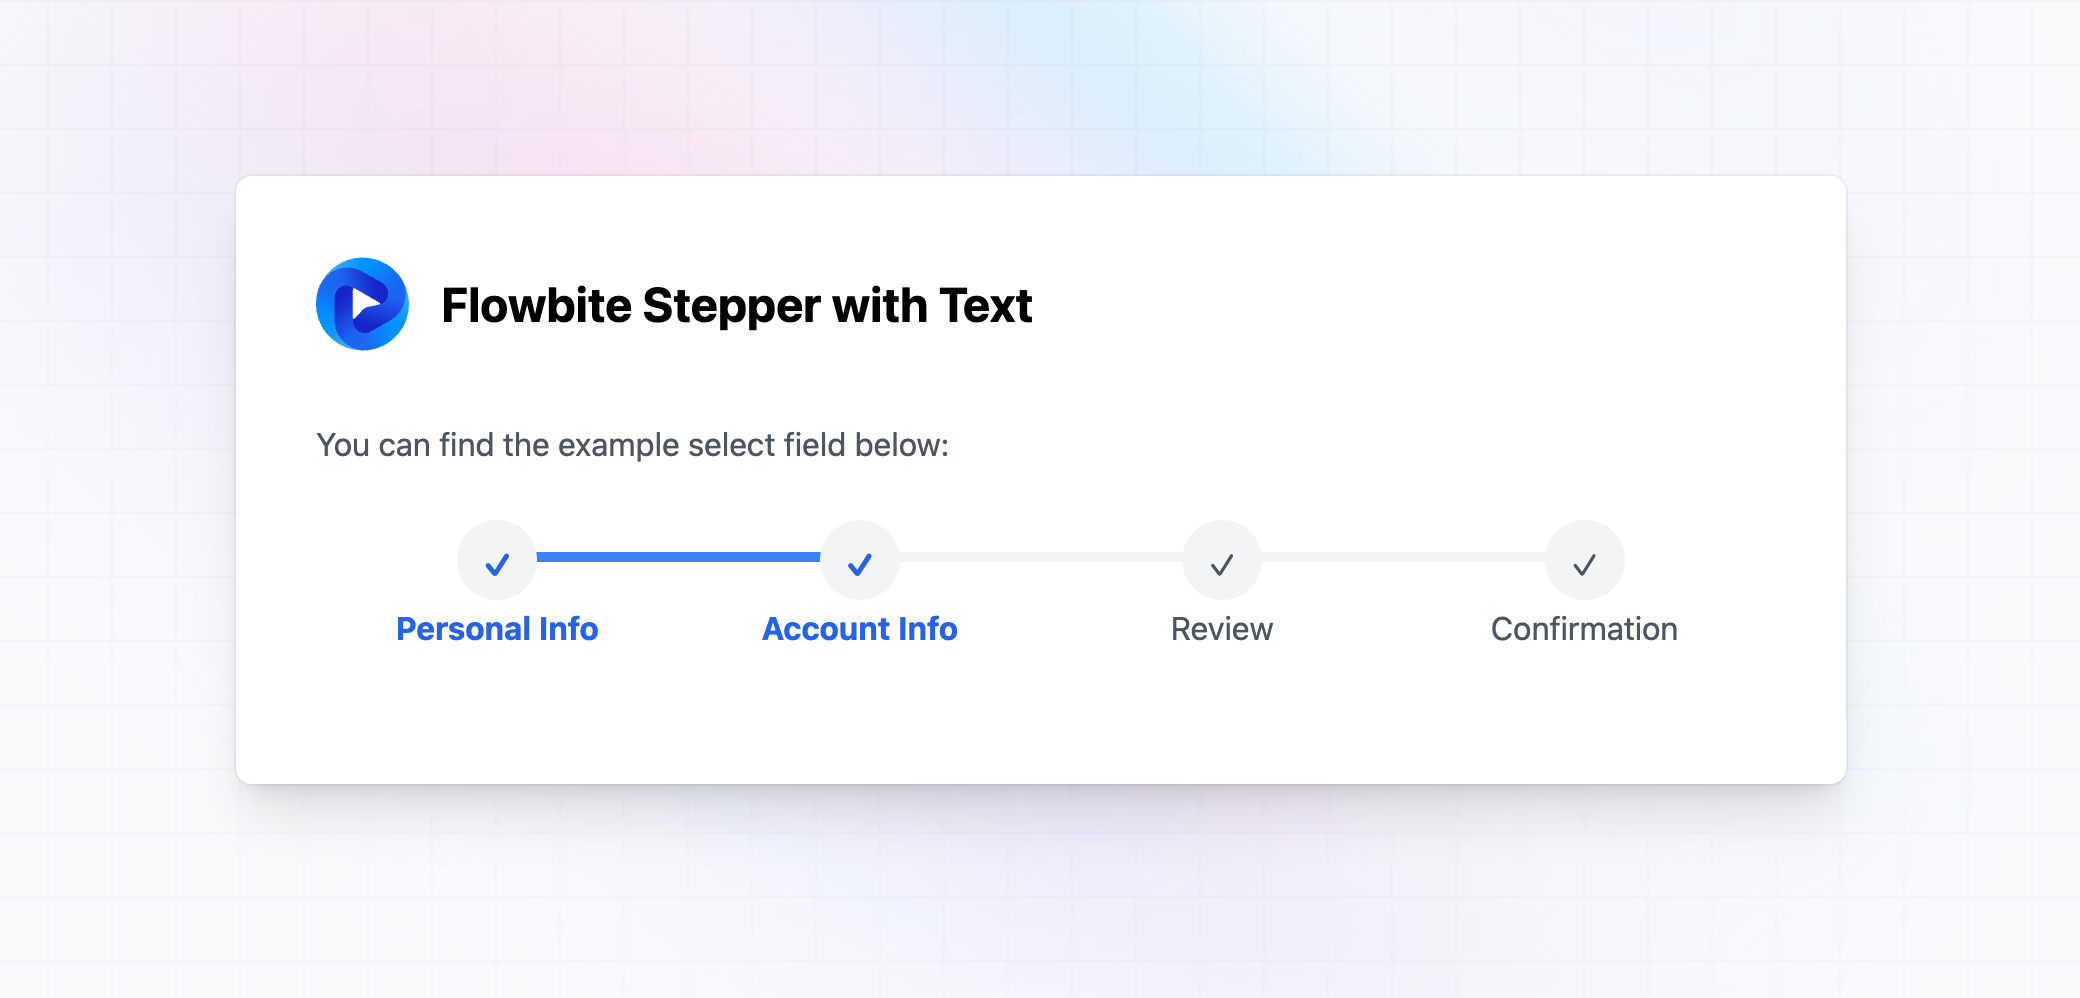 Flowbite Stepper with Text
You can find the example select field below:
Personal Info
Account Info
Review
Confirmation